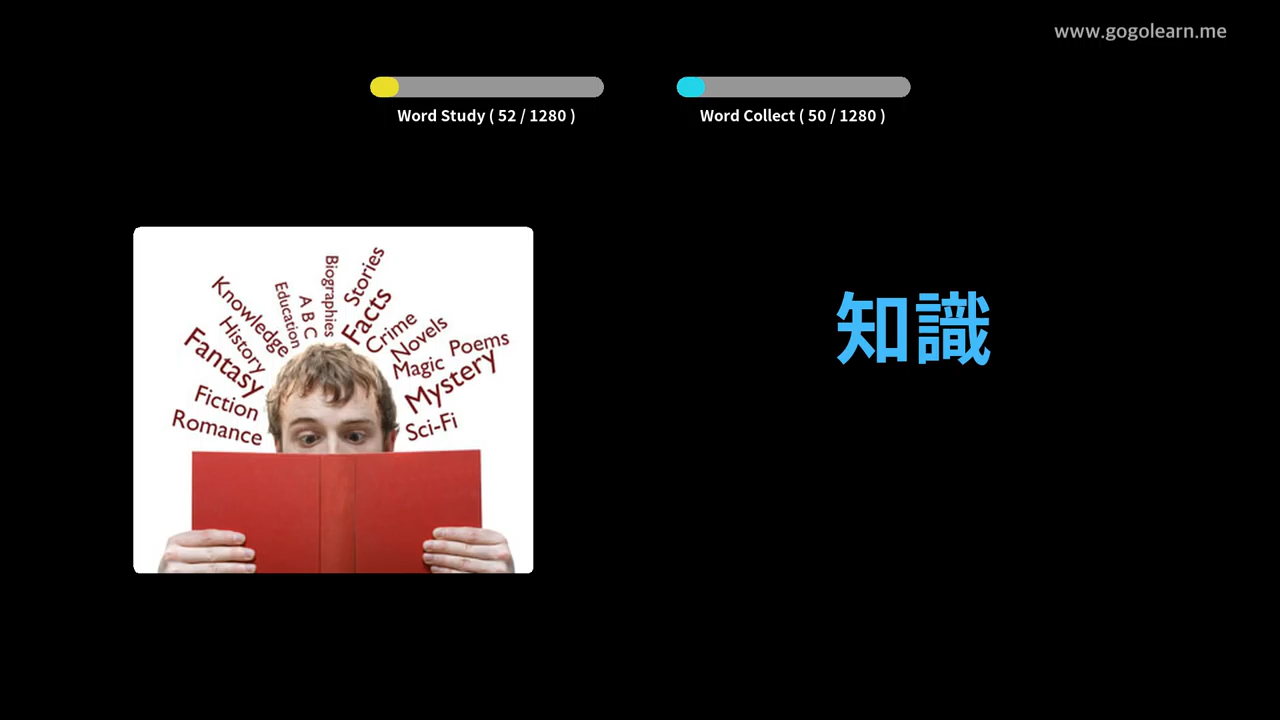 www.gogolearn.me
Word Study ( 52 / 1280 )
Word Collect ( 50 / 1280 )
Knowledge
History
Fantasy
Fiction
Romance
Education
A B C
Biographies
Stories
Facts
Crime
Novels
Magic
Poems
Mystery
Sci-Fi
知識